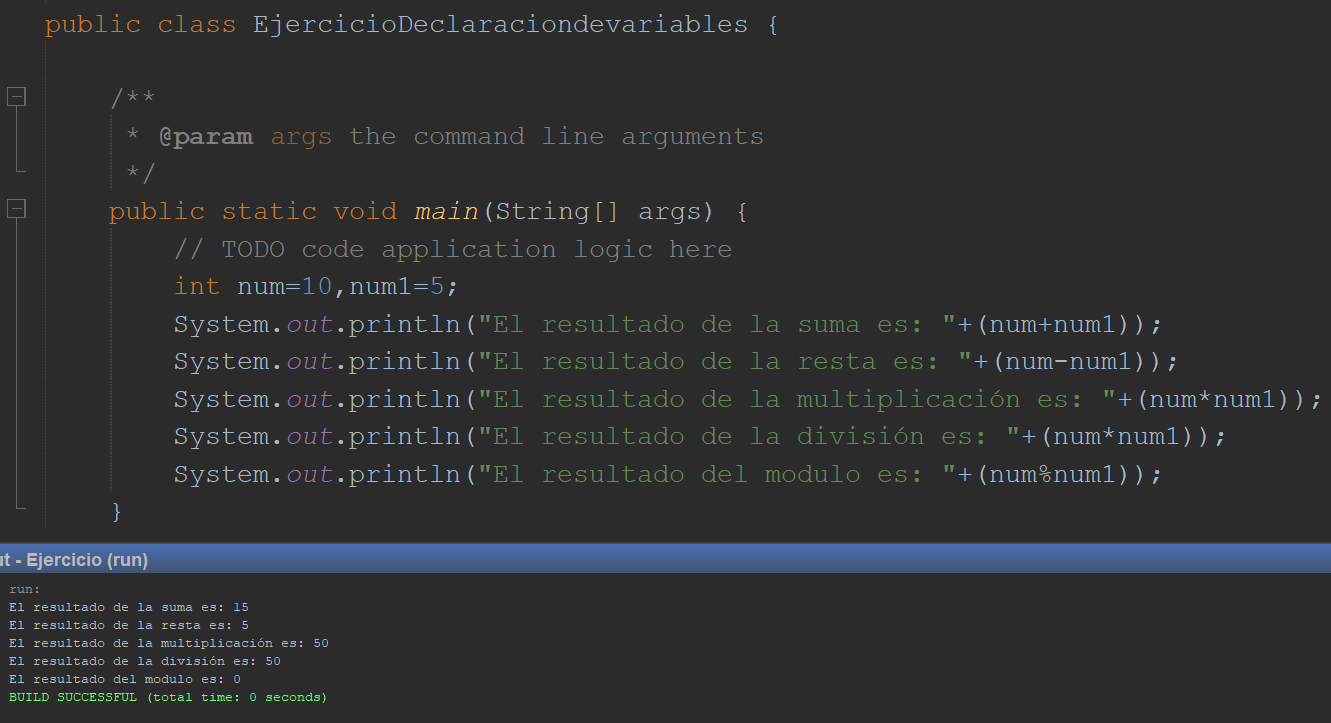 public class EjercicioDeclaraciondevariables {
/**
* @param args the command line arguments
*/
public static void main(String[] args) {
// TODO code application logic here
int num=10,num1=5;
System.out.println("El resultado de la suma es: "+(num+num1));
System.out.println("El resultado de la resta es: "+(num-num1));
System.out.println("El resultado de la multiplicación es: "+(num*num1));
System.out.println("El resultado de la división es: "+(num*num1));
System.out.println("El resultado del modulo es: "+(num%num1));
}
ut - Ejercicio (run)
run:
El resultado de la suma es: 15
El resultado de la resta es: 5
El resultado de la multiplicación es: 50
El resultado de la división es: 50
El resultado del modulo es: 0
BUILD SUCCESSFUL (total time: 0 seconds)